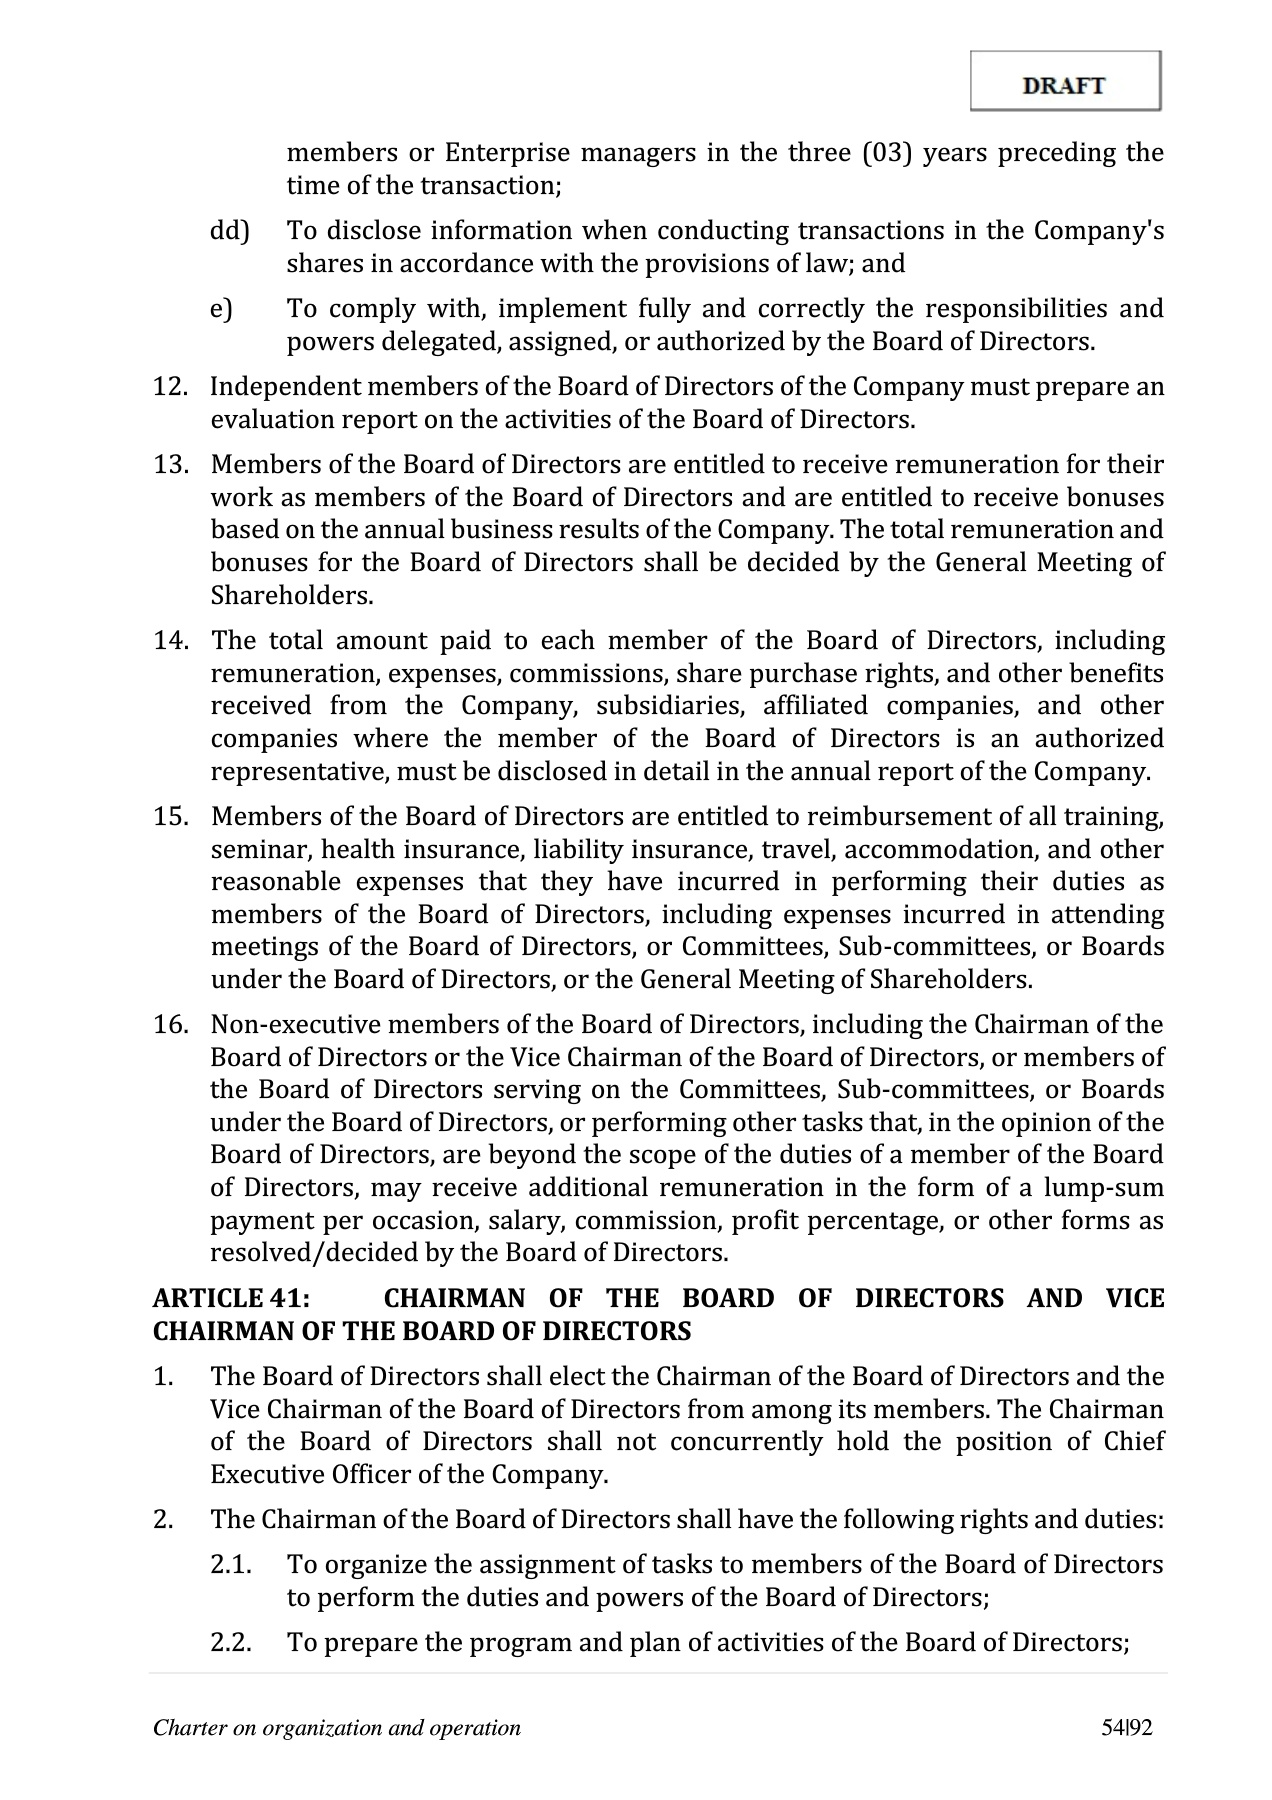 DRAFT
members or Enterprise managers in the three (03) years preceding the
time of the transaction;
dd) To disclose information when conducting transactions in the Company's
shares in accordance with the provisions of law; and
e) To comply with, implement fully and correctly the responsibilities and
powers delegated, assigned, or authorized by the Board of Directors.
12. Independent members of the Board of Directors of the Company must prepare an
evaluation report on the activities of the Board of Directors.
13. Members of the Board of Directors are entitled to receive remuneration for their
work as members of the Board of Directors and are entitled to receive bonuses
based on the annual business results of the Company. The total remuneration and
bonuses for the Board of Directors shall be decided by the General Meeting of
Shareholders.
14. The total amount paid to each member of the Board of Directors, including
remuneration, expenses, commissions, share purchase rights, and other benefits
received from the Company, subsidiaries, affiliated companies, and other
companies where the member of the Board of Directors is an authorized
representative, must be disclosed in detail in the annual report of the Company.
15. Members of the Board of Directors are entitled to reimbursement of all training,
seminar, health insurance, liability insurance, travel, accommodation, and other
reasonable expenses that they have incurred in performing their duties as
members of the Board of Directors, including expenses incurred in attending
meetings of the Board of Directors, or Committees, Sub-committees, or Boards
under the Board of Directors, or the General Meeting of Shareholders.
16. Non-executive members of the Board of Directors, including the Chairman of the
Board of Directors or the Vice Chairman of the Board of Directors, or members of
the Board of Directors serving on the Committees, Sub-committees, or Boards
under the Board of Directors, or performing other tasks that, in the opinion of the
Board of Directors, are beyond the scope of the duties of a member of the Board
of Directors, may receive additional remuneration in the form of a lump-sum
payment per occasion, salary, commission, profit percentage, or other forms as
resolved/decided by the Board of Directors.
ARTICLE 41: CHAIRMAN OF THE BOARD OF DIRECTORS AND VICE
CHAIRMAN OF THE BOARD OF DIRECTORS
1. The Board of Directors shall elect the Chairman of the Board of Directors and the
Vice Chairman of the Board of Directors from among its members. The Chairman
of the Board of Directors shall not concurrently hold the position of Chief
Executive Officer of the Company.
2. The Chairman of the Board of Directors shall have the following rights and duties:
2.1. To organize the assignment of tasks to members of the Board of Directors
to perform the duties and powers of the Board of Directors;
2.2. To prepare the program and plan of activities of the Board of Directors;
Charter on organization and operation 54|92